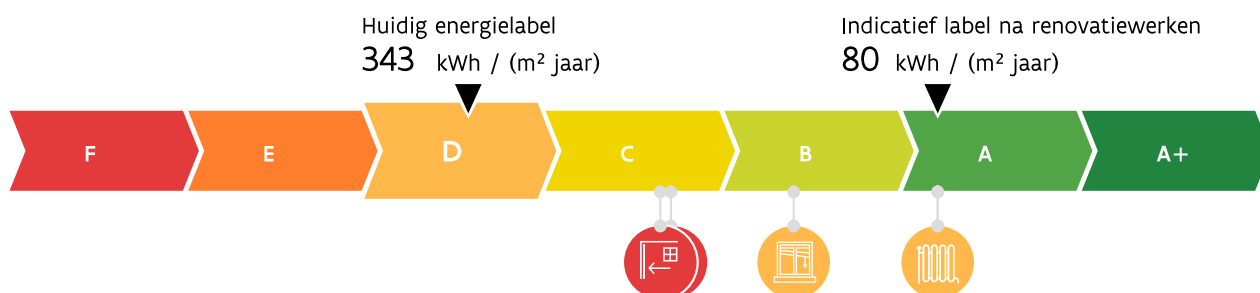 Huidig energielabel
343 kWh / (m² jaar)
Indicatief label na renovatiewerken
80 kWh / (m² jaar)
F E D C B A A+